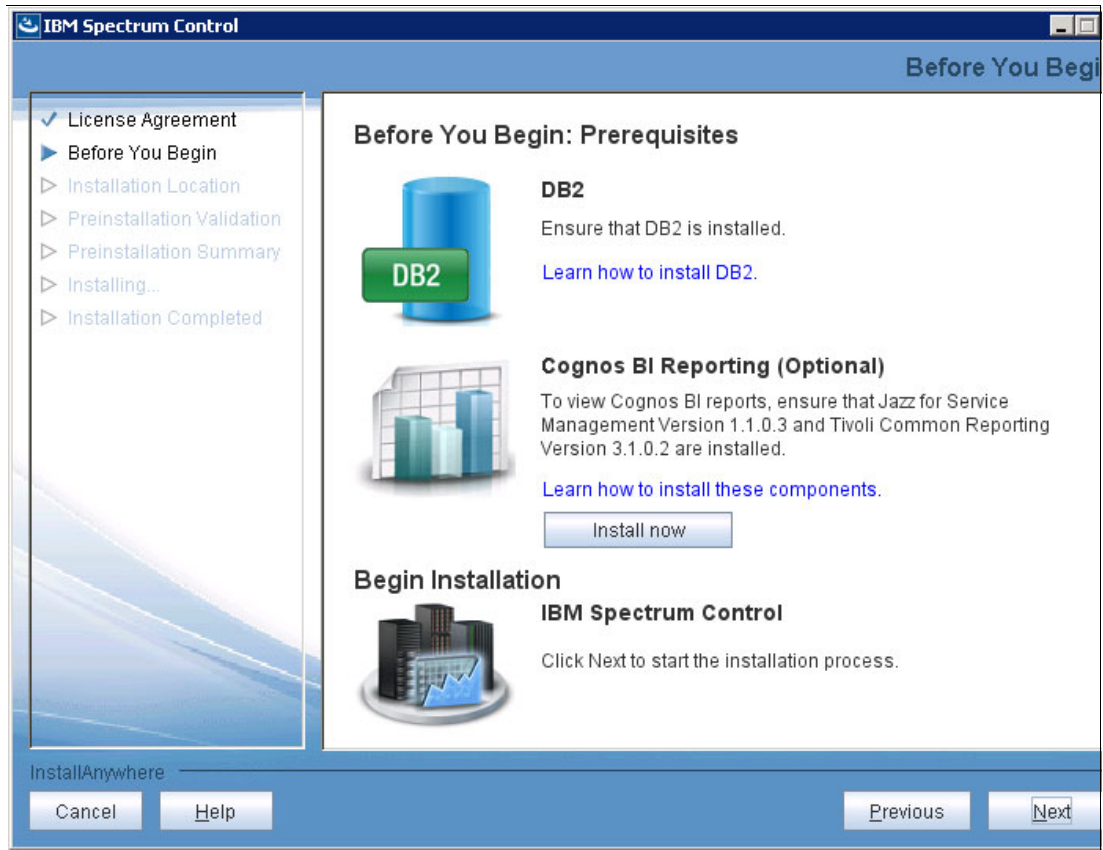 IBM Spectrum Control
Before You Begi
License Agreement
Before You Begin
Installation Location
Preinstallation Validation
Preinstallation Summary
Installing...
Installation Completed
Before You Begin: Prerequisites
DB2
DB2
Ensure that DB2 is installed.
Learn how to install DB2.
Cognos BI Reporting (Optional)
To view Cognos BI reports, ensure that Jazz for Service
Management Version 1.1.0.3 and Tivoli Common Reporting
Version 3.1.0.2 are installed.
Learn how to install these components.
Install now
Begin Installation
IBM Spectrum Control
Click Next to start the installation process.
InstallAnywhere
Cancel
Help
Previous
Next